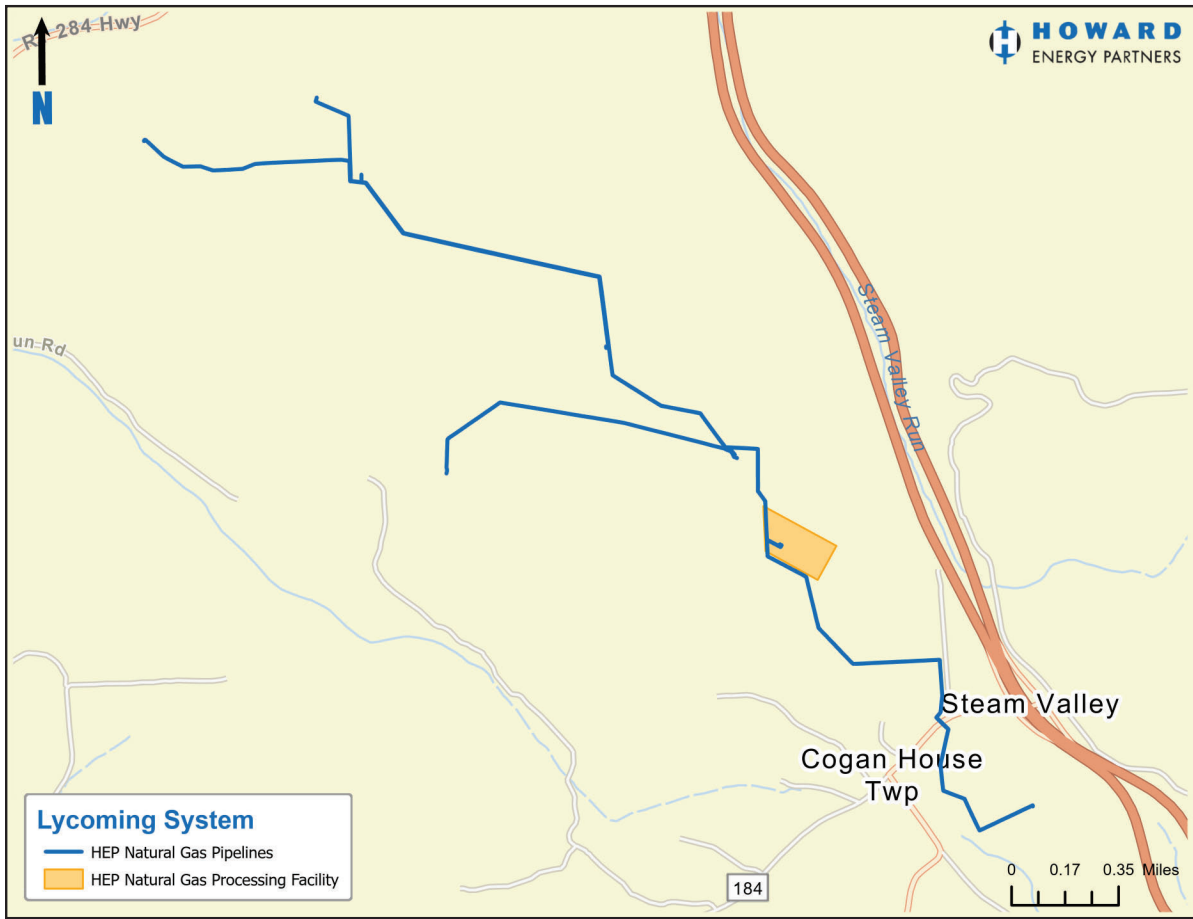 284 Hwy
HOWARD
ENERGY PARTNERS
N
un Rd
Steam Valley Run
Steam Valley
Cogan House
Twp
Lycoming System
HEP Natural Gas Pipelines
HEP Natural Gas Processing Facility
184
0 0.17 0.35 Miles